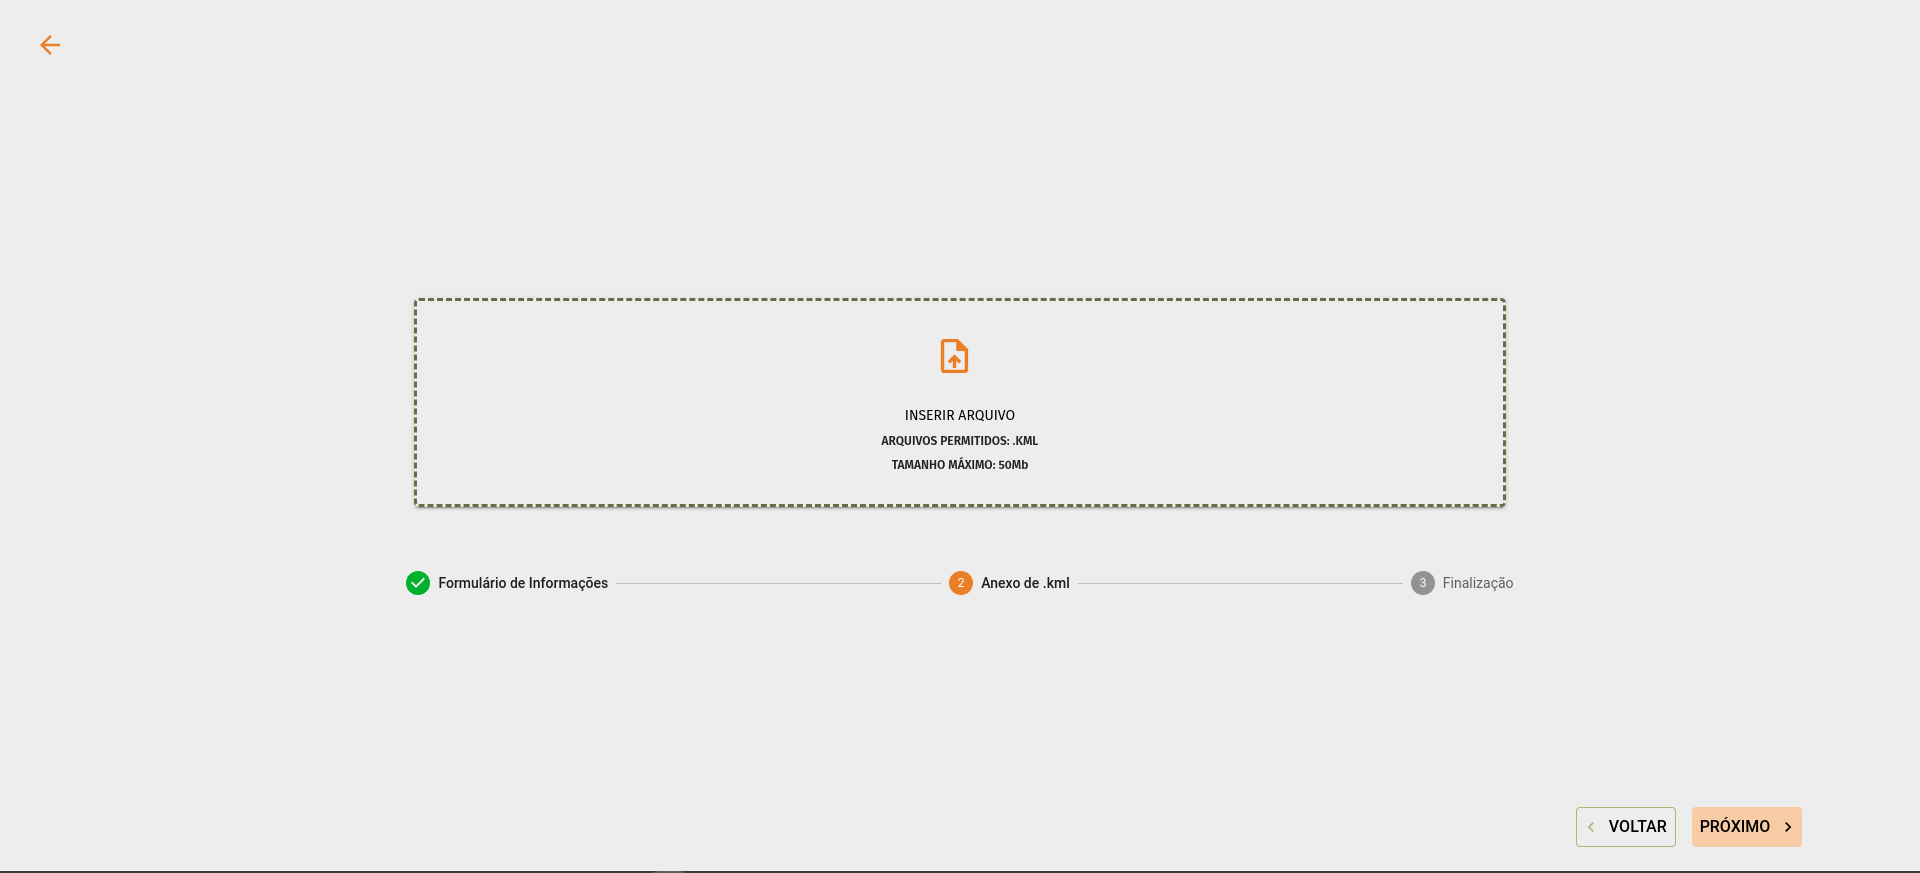 INSERIR ARQUIVO
ARQUIVOS PERMITIDOS: .KML
TAMANHO MÁXIMO: 50Mb
Formulário de Informações
2 Anexo de .kml
3 Finalização
VOLTAR
PRÓXIMO